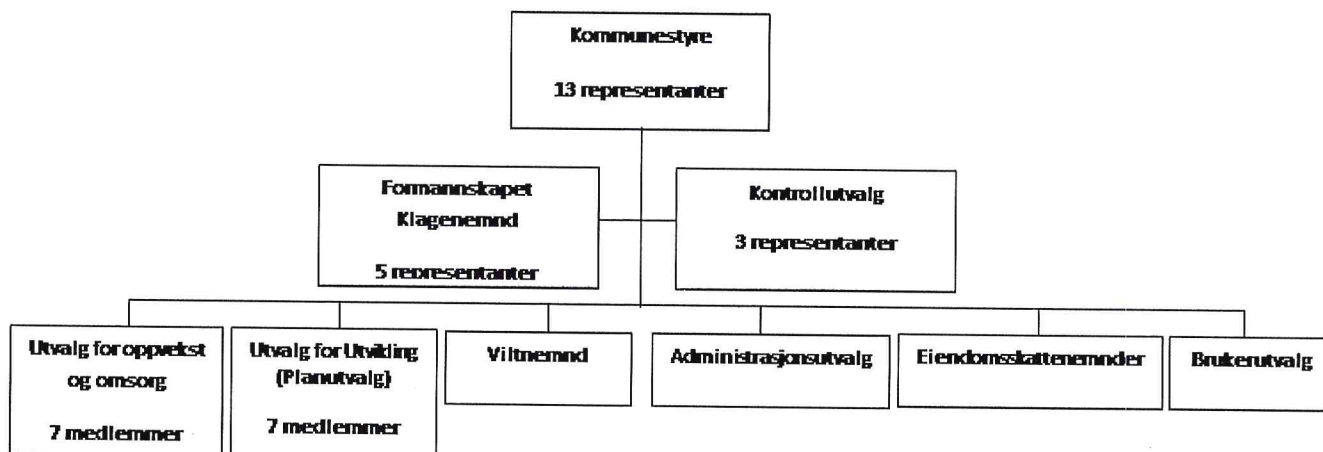 Kommunestyre
13 representanter
Formannskapet
Klagenemnd
5 representanter
Kontrollutvalg
3 representanter
Utvalg for oppvekst
og omsorg
7 medlemmer
Utvalg for Utvikling
(Planutvalg)
7 medlemmer
Viltnemnd
Administrasjonsutvalg
Eiendomsskattenemnder
Brukerutvalg